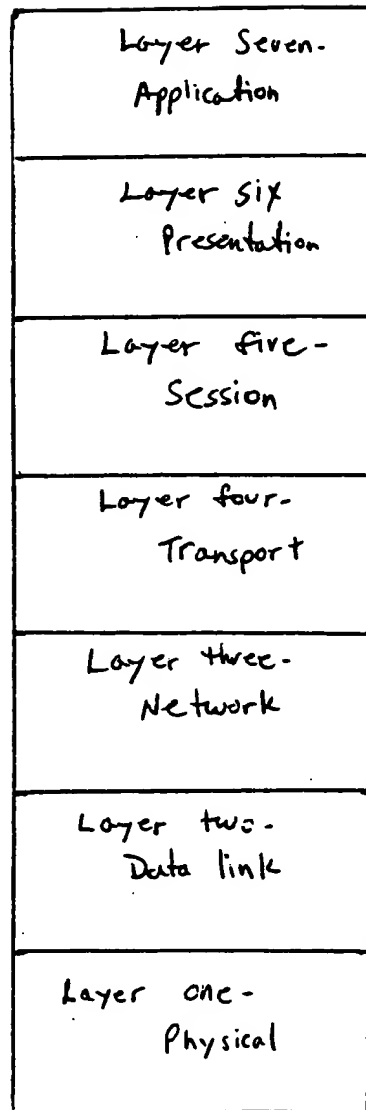 Layer Seven-
Application
Layer six
Presentation
Layer five-
Session
Layer four-
Transport
Layer three-
Network
Layer two-
Data link
Layer one-
Physical